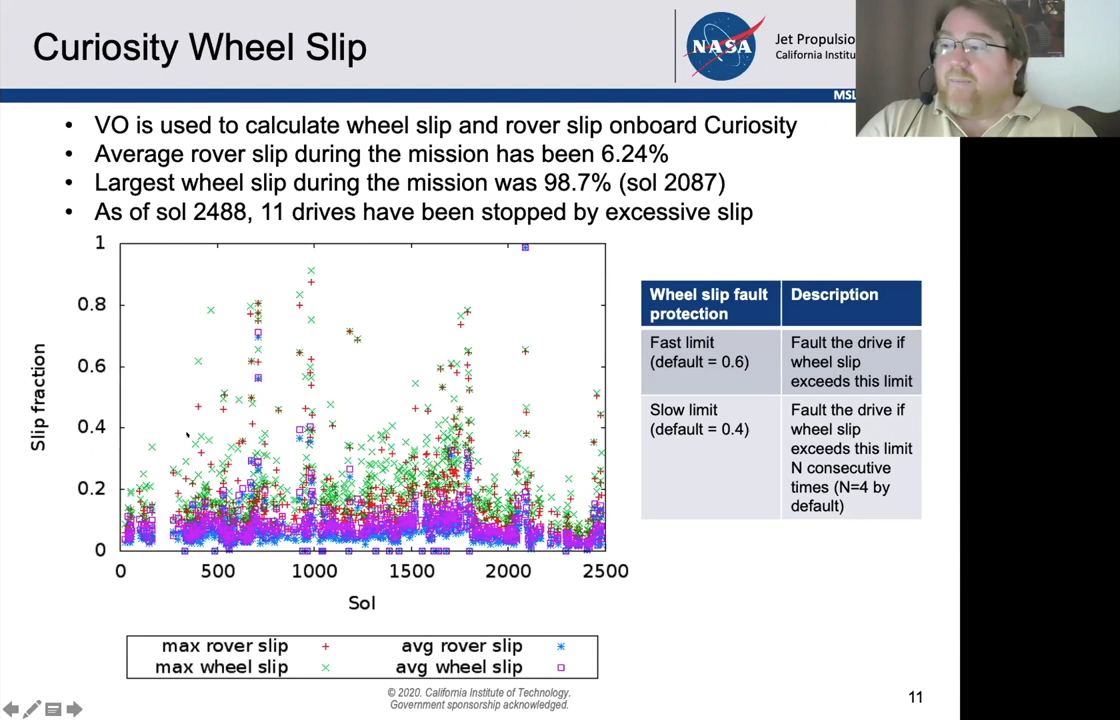 Curiosity Wheel Slip
NASA
Jet Propulsio
California Institu
MSL
• VO is used to calculate wheel slip and rover slip onboard Curiosity
• Average rover slip during the mission has been 6.24%
• Largest wheel slip during the mission was 98.7% (sol 2087)
• As of sol 2488, 11 drives have been stopped by excessive slip
1
0.8
0.6
0.4
0.2
0
Slip fraction
0 500 1000 1500 2000 2500
Sol
max rover slip
avg rover slip
max wheel slip
avg wheel slip
Wheel slip fault
protection
Description
Fast limit
(default = 0.6)
Fault the drive if
wheel slip
exceeds this limit
Slow limit
(default = 0.4)
Fault the drive if
wheel slip
exceeds this limit
N consecutive
times (N=4 by
default)
© 2020. California Institute of Technology.
Government sponsorship acknowledged.
11